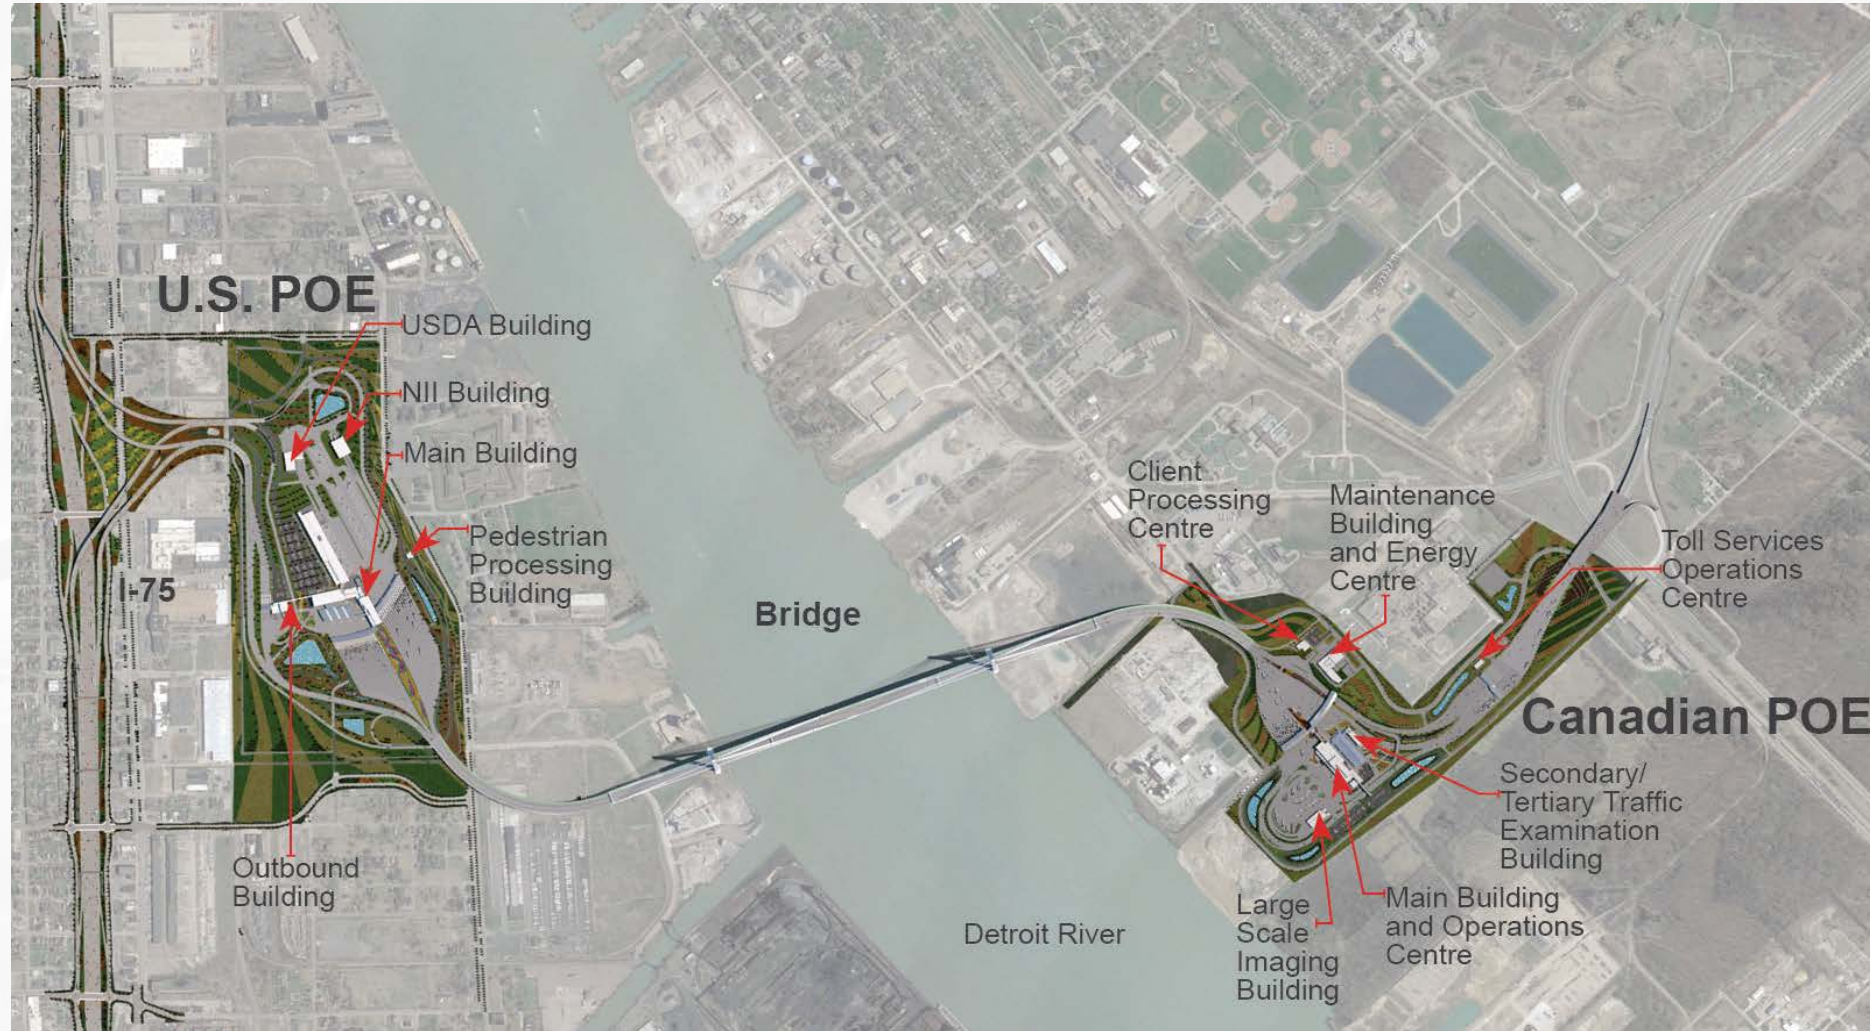 U.S. POE
USDA Building
NII Building
Main Building
Pedestrian
Processing
Building
I-75
Outbound
Building
Bridge
Detroit River
Client
Processing
Centre
Maintenance
Building
and Energy
Centre
Toll Services
Operations
Centre
Canadian POE
Secondary/
Tertiary Traffic
Examination
Building
Main Building
and Operations
Centre
Large
Scale
Imaging
Building